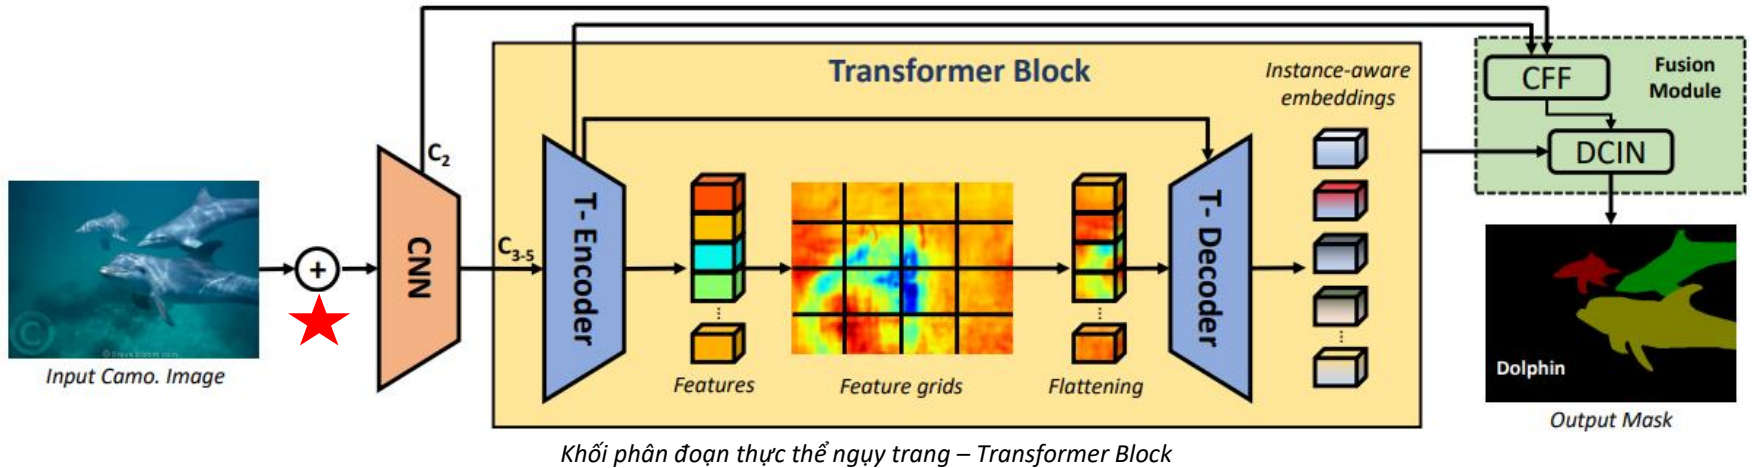 Transformer Block
Instance-aware
embeddings
CFF
Fusion
Module
DCIN
C2
CNN
C3-5
T- Encoder
T- Decoder
+
Input Camo. Image
Features
Feature grids
Flattening
Dolphin
Output Mask
Khối phân đoạn thực thể ngụy trang – Transformer Block